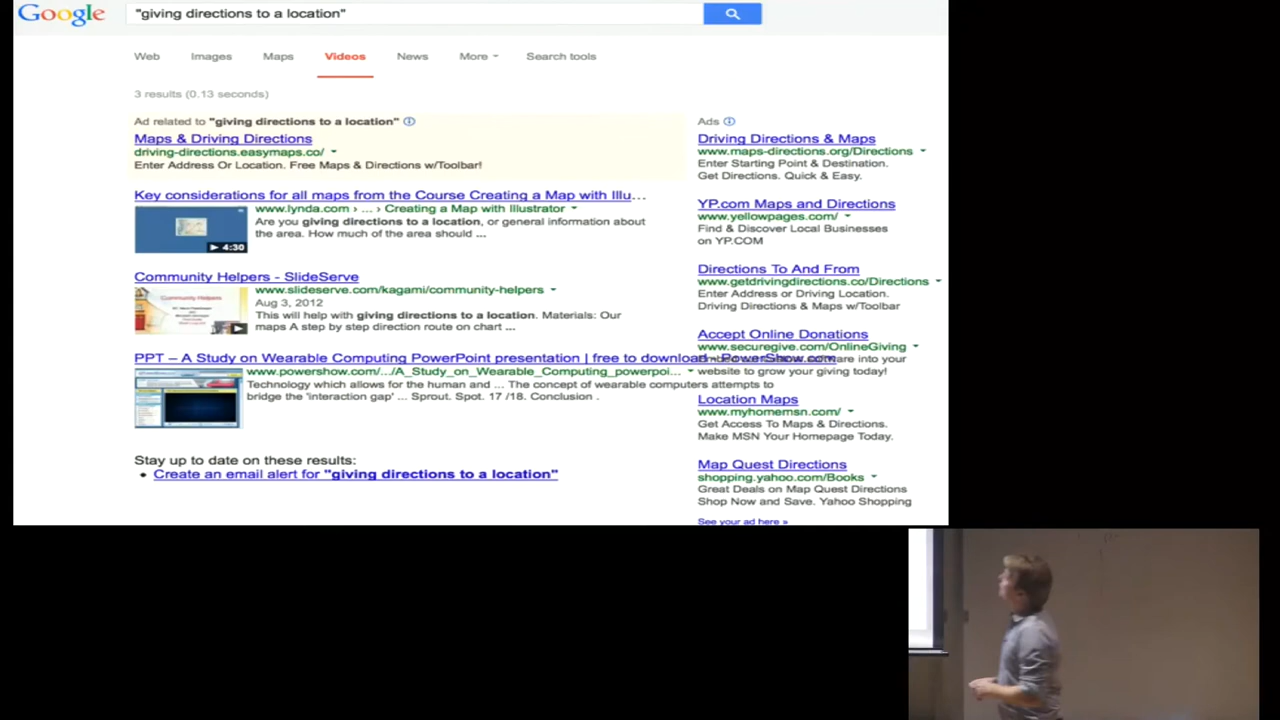 Google
"giving directions to a location"
Web Images Maps Videos News More Search tools
3 results (0.13 seconds)
Ad related to "giving directions to a location"
Maps & Driving Directions
driving-directions.easymaps.co/
Enter Address Or Location. Free Maps & Directions w/Toolbar!
Key considerations for all maps from the Course Creating a Map with Illu...
www.lynda.com › ... › Creating a Map with Illustrator
Are you giving directions to a location, or general information about
the area. How much of the area should ...
4:30
Community Helpers - SlideServe
www.slideserve.com/kagami/community-helpers
Aug 3, 2012
This will help with giving directions to a location. Materials: Our
maps A step by step direction route on chart ...
Community Helpers
PPT – A Study on Wearable Computing PowerPoint presentation | free to download - PowerShow.com
www.powershow.com/.../A_Study_on_Wearable_Computing_powerpoi...
Technology which allows for the human and ... The concept of wearable computers attempts to
bridge the 'interaction gap' ... Sprout. Spot. 17 /18. Conclusion .
Stay up to date on these results:
• Create an email alert for "giving directions to a location"
Ads
Driving Directions & Maps
www.maps-directions.org/Directions
Enter Starting Point & Destination.
Get Directions. Quick & Easy.
YP.com Maps and Directions
www.yellowpages.com/
Find & Discover Local Businesses
on YP.COM
Directions To And From
www.getdrivingdirections.co/Directions
Enter Address or Driving Location.
Driving Directions & Maps w/Toolbar
Accept Online Donations
www.securegive.com/OnlineGiving
Embed our software into your
website to grow your giving today!
Location Maps
www.myhomemsn.com/
Get Access To Maps & Directions.
Make MSN Your Homepage Today.
Map Quest Directions
shopping.yahoo.com/Books
Great Deals on Map Quest Directions
Shop Now and Save. Yahoo Shopping
See your ad here »